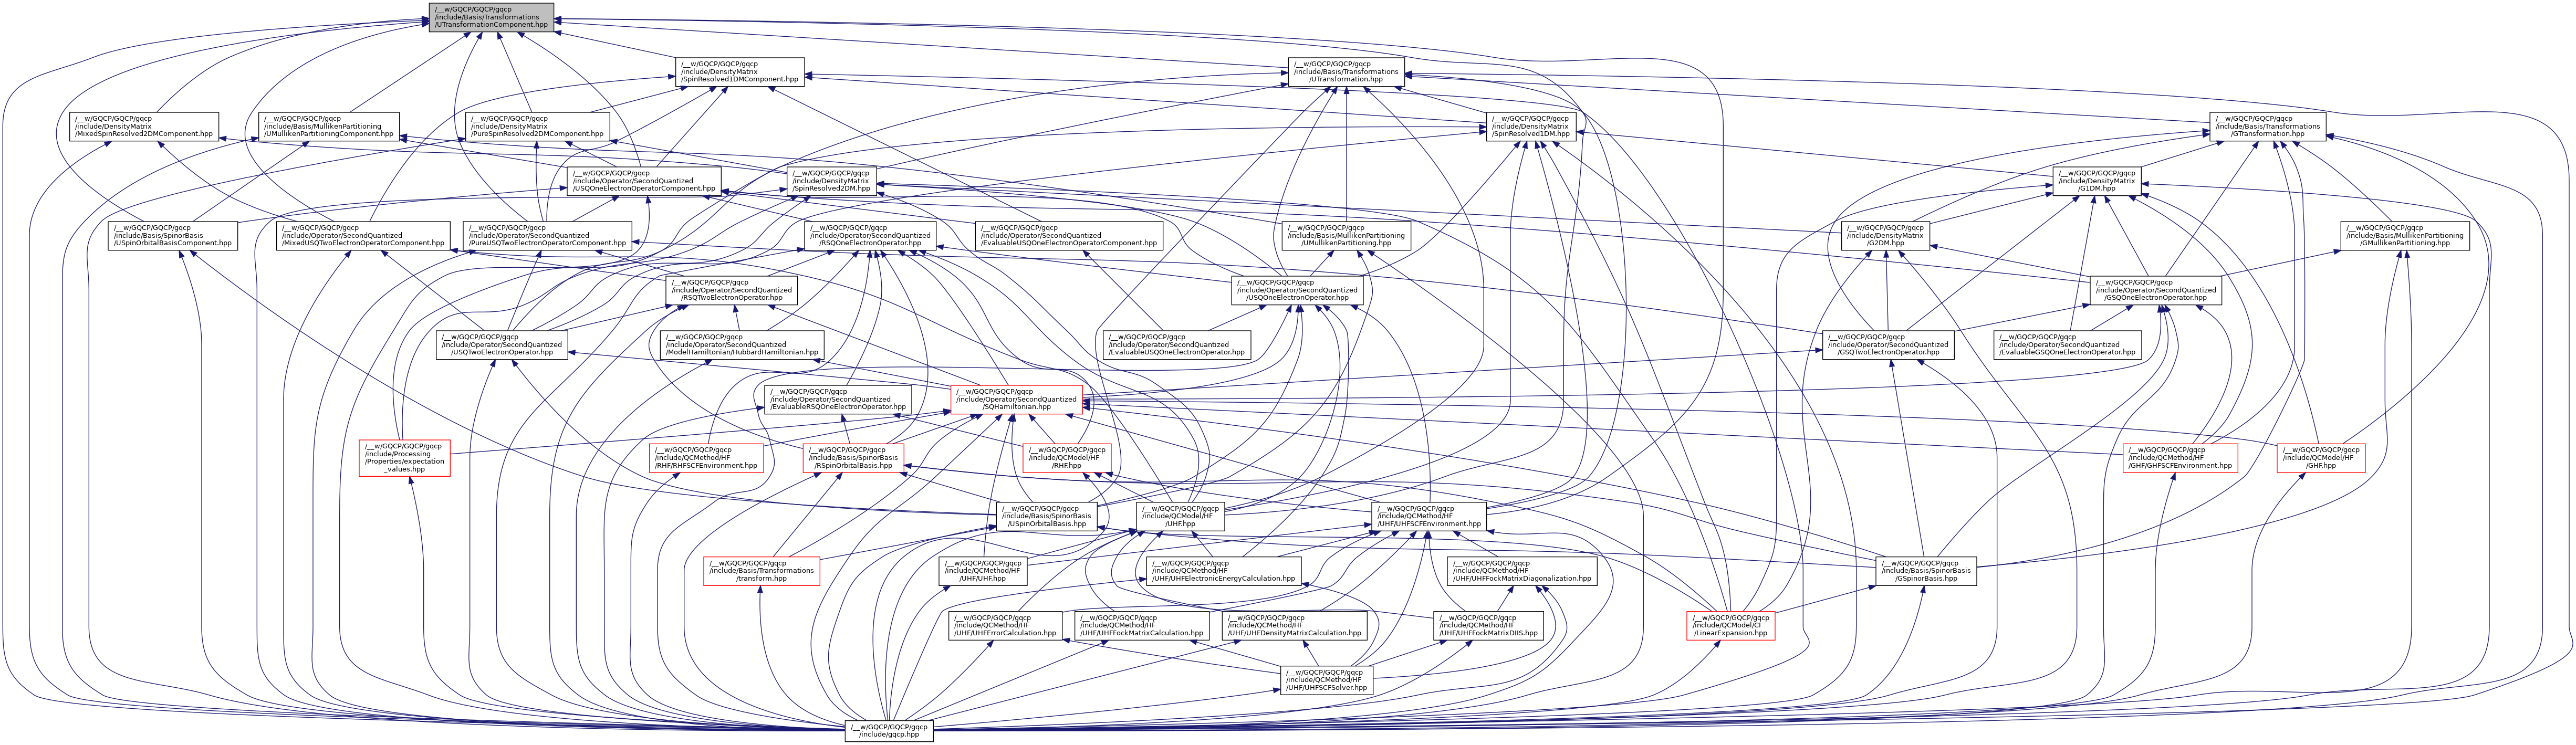 /__w/GQCP/GQCP/gqcp
/include/Basis/Transformations
/UTransformationComponent.hpp
/__w/GQCP/GQCP/gqcp
/include/DensityMatrix
/SpinResolved1DMComponent.hpp
/__w/GQCP/GQCP/gqcp
/include/Basis/Transformations
/UTransformation.hpp
/__w/GQCP/GQCP/gqcp
/include/DensityMatrix
/MixedSpinResolved2DMComponent.hpp
/__w/GQCP/GQCP/gqcp
/include/Basis/MullikenPartitioning
/UMullikenPartitioningComponent.hpp
/__w/GQCP/GQCP/gqcp
/include/DensityMatrix
/PureSpinResolved2DMComponent.hpp
/__w/GQCP/GQCP/gqcp
/include/DensityMatrix
/SpinResolved1DM.hpp
/__w/GQCP/GQCP/gqcp
/include/Basis/Transformations
/GTransformation.hpp
/__w/GQCP/GQCP/gqcp
/include/Operator/SecondQuantized
/USQOneElectronOperatorComponent.hpp
/__w/GQCP/GQCP/gqcp
/include/DensityMatrix
/SpinResolved2DM.hpp
/__w/GQCP/GQCP/gqcp
/include/DensityMatrix
/G1DM.hpp
/__w/GQCP/GQCP/gqcp
/include/Basis/SpinorBasis
/USpinOrbitalBasisComponent.hpp
/__w/GQCP/GQCP/gqcp
/include/Operator/SecondQuantized
/MixedUSQTwoElectronOperatorComponent.hpp
/__w/GQCP/GQCP/gqcp
/include/Operator/SecondQuantized
/PureUSQTwoElectronOperatorComponent.hpp
/__w/GQCP/GQCP/gqcp
/include/Operator/SecondQuantized
/RSQOneElectronOperator.hpp
/__w/GQCP/GQCP/gqcp
/include/Operator/SecondQuantized
/EvaluableUSQOneElectronOperatorComponent.hpp
/__w/GQCP/GQCP/gqcp
/include/Basis/MullikenPartitioning
/UMullikenPartitioning.hpp
/__w/GQCP/GQCP/gqcp
/include/DensityMatrix
/G2DM.hpp
/__w/GQCP/GQCP/gqcp
/include/Basis/MullikenPartitioning
/GMullikenPartitioning.hpp
/__w/GQCP/GQCP/gqcp
/include/Operator/SecondQuantized
/RSQTwoElectronOperator.hpp
/__w/GQCP/GQCP/gqcp
/include/Operator/SecondQuantized
/USQOneElectronOperator.hpp
/__w/GQCP/GQCP/gqcp
/include/Operator/SecondQuantized
/GSQOneElectronOperator.hpp
/__w/GQCP/GQCP/gqcp
/include/Operator/SecondQuantized
/USQTwoElectronOperator.hpp
/__w/GQCP/GQCP/gqcp
/include/Operator/SecondQuantized
/ModelHamiltonian/HubbardHamiltonian.hpp
/__w/GQCP/GQCP/gqcp
/include/Operator/SecondQuantized
/EvaluableUSQOneElectronOperator.hpp
/__w/GQCP/GQCP/gqcp
/include/Operator/SecondQuantized
/GSQTwoElectronOperator.hpp
/__w/GQCP/GQCP/gqcp
/include/Operator/SecondQuantized
/EvaluableGSQOneElectronOperator.hpp
/__w/GQCP/GQCP/gqcp
/include/Operator/SecondQuantized
/EvaluableRSQOneElectronOperator.hpp
/__w/GQCP/GQCP/gqcp
/include/Operator/SecondQuantized
/SQHamiltonian.hpp
/__w/GQCP/GQCP/gqcp
/include/Processing
/Properties/expectation
_values.hpp
/__w/GQCP/GQCP/gqcp
/include/QCMethod/HF
/RHF/RHFSCFEnvironment.hpp
/__w/GQCP/GQCP/gqcp
/include/Basis/SpinorBasis
/RSpinOrbitalBasis.hpp
/__w/GQCP/GQCP/gqcp
/include/QCModel/HF
/RHF.hpp
/__w/GQCP/GQCP/gqcp
/include/QCMethod/HF
/GHF/GHFSCFEnvironment.hpp
/__w/GQCP/GQCP/gqcp
/include/QCModel/HF
/GHF.hpp
/__w/GQCP/GQCP/gqcp
/include/Basis/SpinorBasis
/USpinOrbitalBasis.hpp
/__w/GQCP/GQCP/gqcp
/include/QCModel/HF
/UHF.hpp
/__w/GQCP/GQCP/gqcp
/include/QCMethod/HF
/UHF/UHFSCFEnvironment.hpp
/__w/GQCP/GQCP/gqcp
/include/Basis/Transformations
/transform.hpp
/__w/GQCP/GQCP/gqcp
/include/QCMethod/HF
/UHF/UHF.hpp
/__w/GQCP/GQCP/gqcp
/include/QCMethod/HF
/UHF/UHFElectronicEnergyCalculation.hpp
/__w/GQCP/GQCP/gqcp
/include/QCMethod/HF
/UHF/UHFFockMatrixDiagonalization.hpp
/__w/GQCP/GQCP/gqcp
/include/Basis/SpinorBasis
/GSpinorBasis.hpp
/__w/GQCP/GQCP/gqcp
/include/QCMethod/HF
/UHF/UHFErrorCalculation.hpp
/__w/GQCP/GQCP/gqcp
/include/QCMethod/HF
/UHF/UHFFockMatrixCalculation.hpp
/__w/GQCP/GQCP/gqcp
/include/QCMethod/HF
/UHF/UHFDensityMatrixCalculation.hpp
/__w/GQCP/GQCP/gqcp
/include/QCMethod/HF
/UHF/UHFFockMatrixDIIS.hpp
/__w/GQCP/GQCP/gqcp
/include/QCModel/CI
/LinearExpansion.hpp
/__w/GQCP/GQCP/gqcp
/include/QCMethod/HF
/UHF/UHFSCFSolver.hpp
/__w/GQCP/GQCP/gqcp
/include/gqcp.hpp